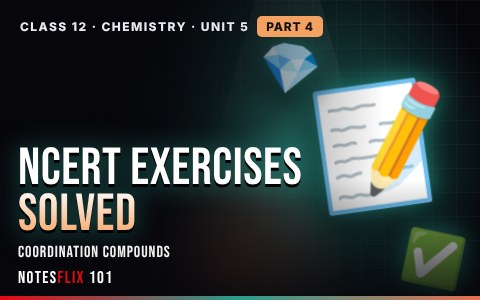 CLASS 12 · CHEMISTRY · UNIT 5 PART 4
NCERT EXERCISES
SOLVED
COORDINATION COMPOUNDS
NOTESFLIX 101